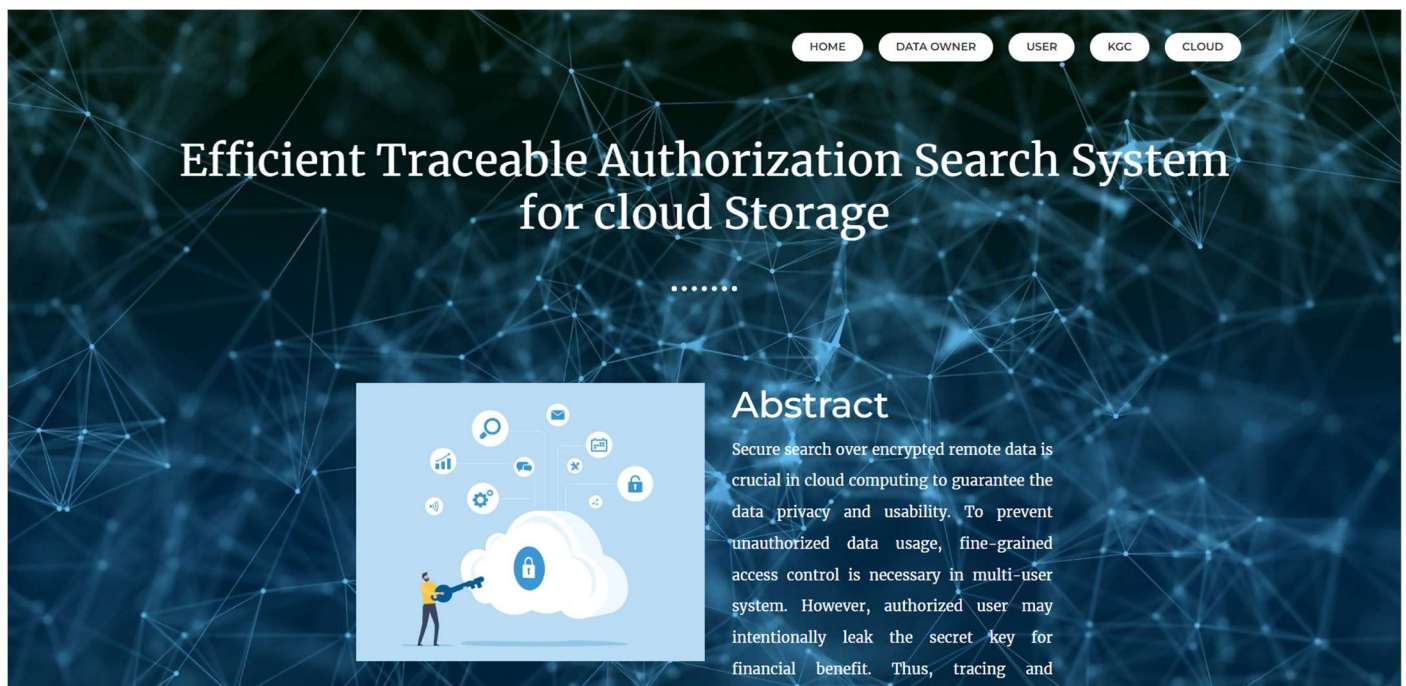 HOME DATA OWNER USER KGC CLOUD
Efficient Traceable Authorization Search System
for cloud Storage
Abstract
Secure search over encrypted remote data is
crucial in cloud computing to guarantee the
data privacy and usability. To prevent
unauthorized data usage, fine-grained
access control is necessary in multi-user
system. However, authorized user may
intentionally leak the secret key for
financial benefit. Thus, tracing and